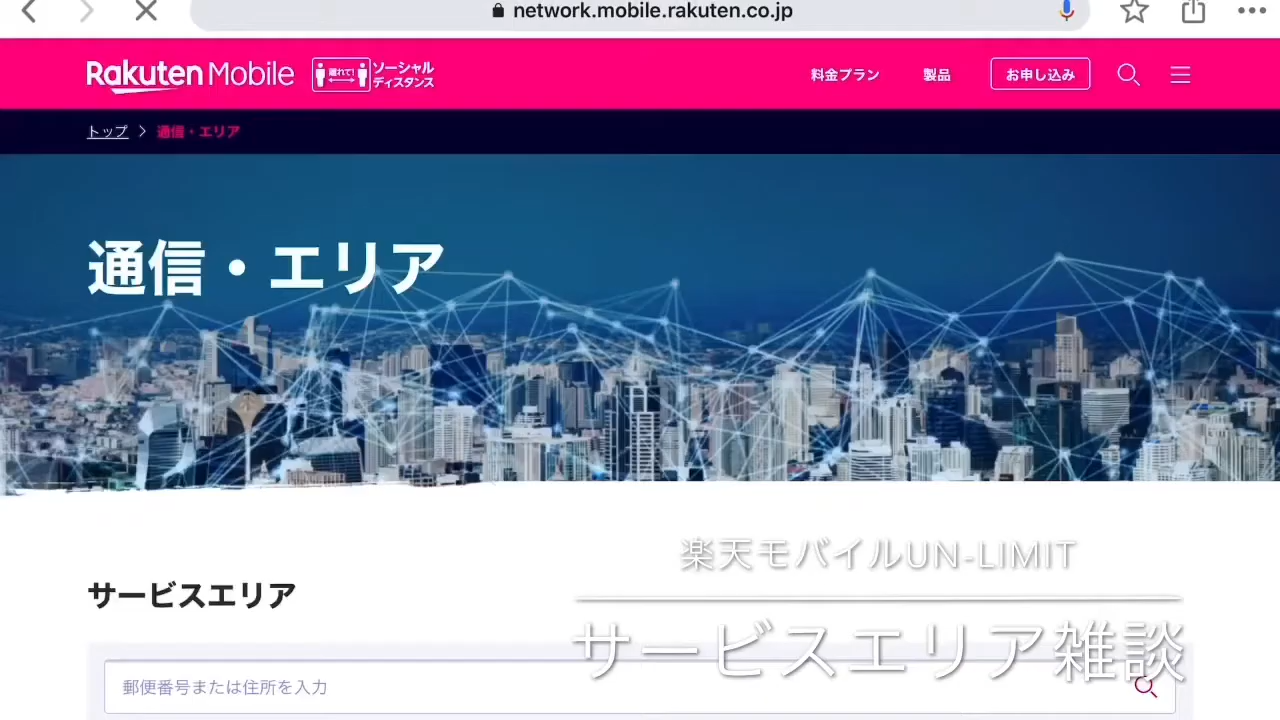 network.mobile.rakuten.co.jp
Rakuten Mobile
離れて!
ソーシャル
ディスタンス
料金プラン
製品
お申し込み
トップ
通信・エリア
通信・エリア
楽天モバイルUN-LIMIT
サービスエリア
サービスエリア雑談
郵便番号または住所を入力